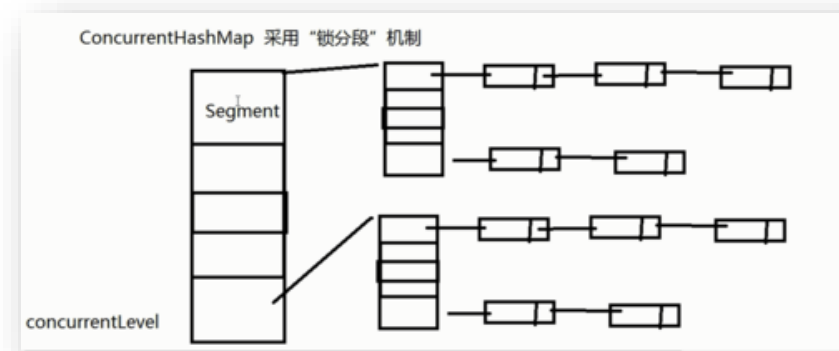 ConcurrentHashMap 采用“锁分段”机制
Segment
concurrentLevel